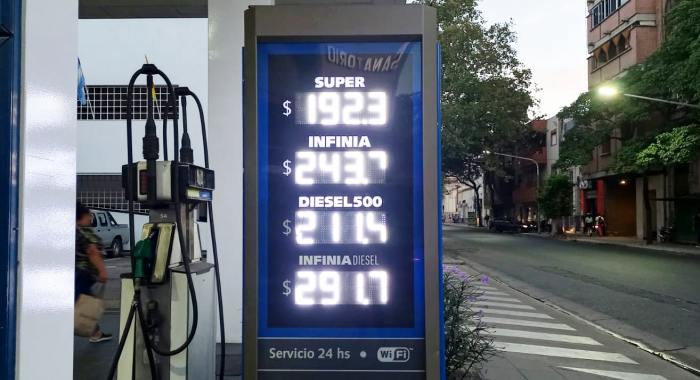 SANATORIO
SUPER
$ 192.3
INFINIA
$ 243.7
DIESEL500
$ 211.4
INFINIA DIESEL
$ 291.7
Servicio 24 hs • WiFi